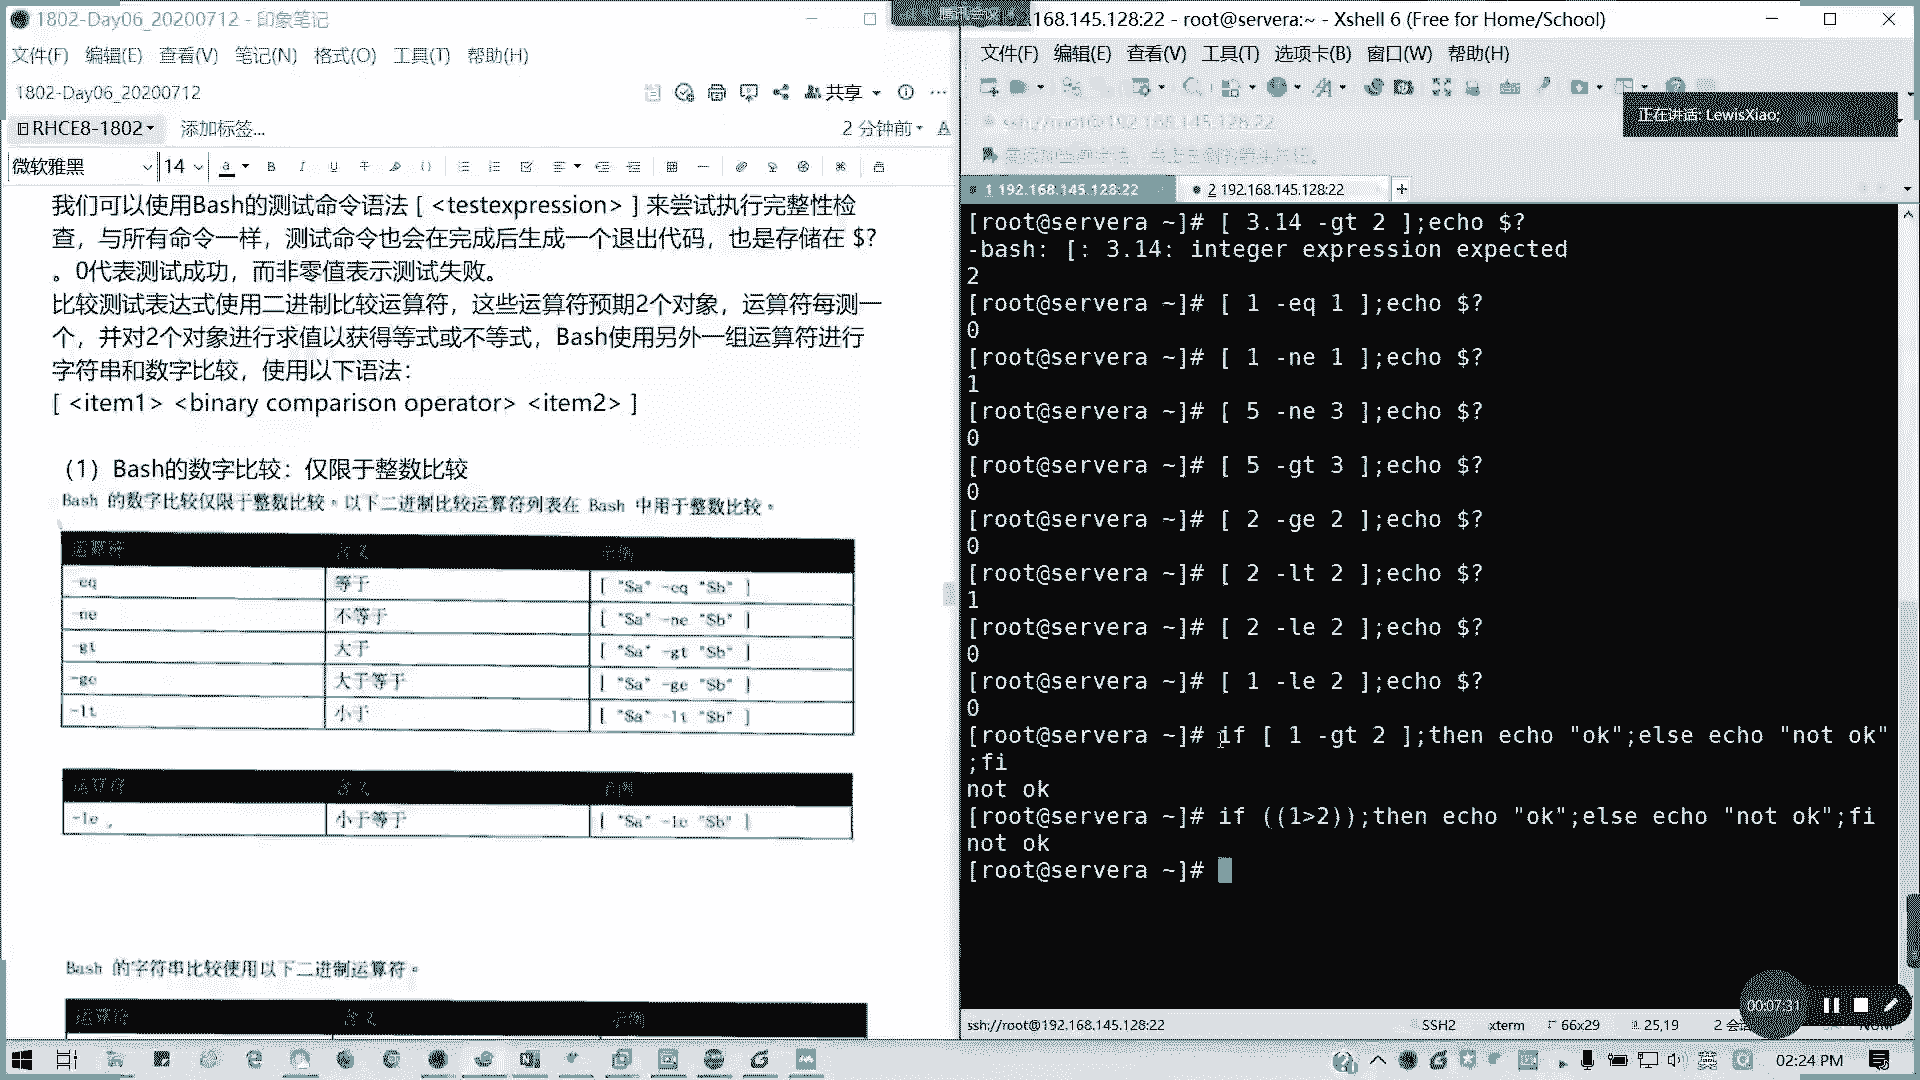 1802-Day06_20200712 - 印象笔记
文件(F) 编辑(E) 查看(V) 笔记(N) 格式(O) 工具(T) 帮助(H)
1802-Day06_20200712
共享
RHCE8-1802
添加标签...
2 分钟前
微软雅黑
14
我们可以使用Bash的测试命令语法 [ <testexpression> ] 来尝试执行完整性检
查，与所有命令一样，测试命令也会在完成后生成一个退出代码，也是存储在 $?
。0代表测试成功，而非零值表示测试失败。
比较测试表达式使用二进制比较运算符，这些运算符预期2个对象，运算符每测一
个，并对2个对象进行求值以获得等式或不等式，Bash使用另外一组运算符进行
字符串和数字比较，使用以下语法：
[ <item1> <binary comparison operator> <item2> ]
（1）Bash的数字比较：仅限于整数比较
Bash 的数字比较仅限于整数比较。以下二进制比较运算符列表在 Bash 中用于整数比较。
运算符 含义 示例
-eq 等于 [ "$a" -eq "$b" ]
-ne 不等于 [ "$a" -ne "$b" ]
-gt 大于 [ "$a" -gt "$b" ]
-ge 大于等于 [ "$a" -ge "$b" ]
-lt 小于 [ "$a" -lt "$b" ]
运算符 含义 示例
-le , 小于等于 [ "$a" -le "$b" ]
Bash 的字符串比较使用以下二进制运算符。
运算符 含义 示例
腾讯会议
.168.145.128:22 - root@servera:~ - Xshell 6 (Free for Home/School)
文件(F) 编辑(E) 查看(V) 工具(T) 选项卡(B) 窗口(W) 帮助(H)
ssh://root@192.168.145.128:22
正在讲话: LewisXiao;
1 192.168.145.128:22
2 192.168.145.128:22
[root@servera ~]# [ 3.14 -gt 2 ];echo $?
-bash: [: 3.14: integer expression expected
2
[root@servera ~]# [ 1 -eq 1 ];echo $?
0
[root@servera ~]# [ 1 -ne 1 ];echo $?
1
[root@servera ~]# [ 5 -ne 3 ];echo $?
0
[root@servera ~]# [ 5 -gt 3 ];echo $?
0
[root@servera ~]# [ 2 -ge 2 ];echo $?
0
[root@servera ~]# [ 2 -lt 2 ];echo $?
1
[root@servera ~]# [ 2 -le 2 ];echo $?
0
[root@servera ~]# [ 1 -le 2 ];echo $?
0
[root@servera ~]# if [ 1 -gt 2 ];then echo "ok";else echo "not ok"
;fi
not ok
[root@servera ~]# if ((1>2));then echo "ok";else echo "not ok";fi
not ok
[root@servera ~]#
00:07:31
ssh://root@192.168.145.128:22
SSH2
xterm
66x29
25,19
2 会
NUM
英
02:24 PM